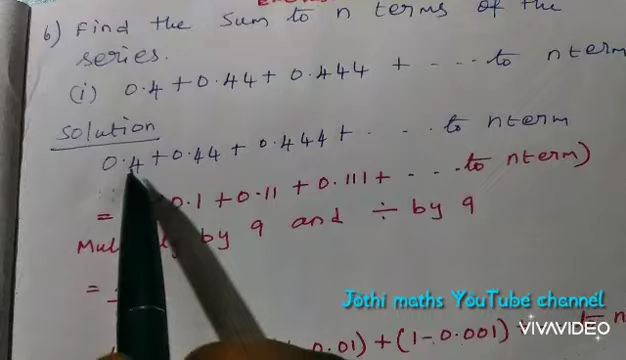 6) Find the sum to n terms of the
series.
(i) 0.4 + 0.44 + 0.444 + .... to n term
Solution
0.4 + 0.44 + 0.444 + .... to n term
= 0.1 + 0.11 + 0.111 + .... to n term)
by 9 and ÷ by 9
=
Jothi maths YouTube channel
0.01) + (1 - 0.001)
VIVAVIDEO